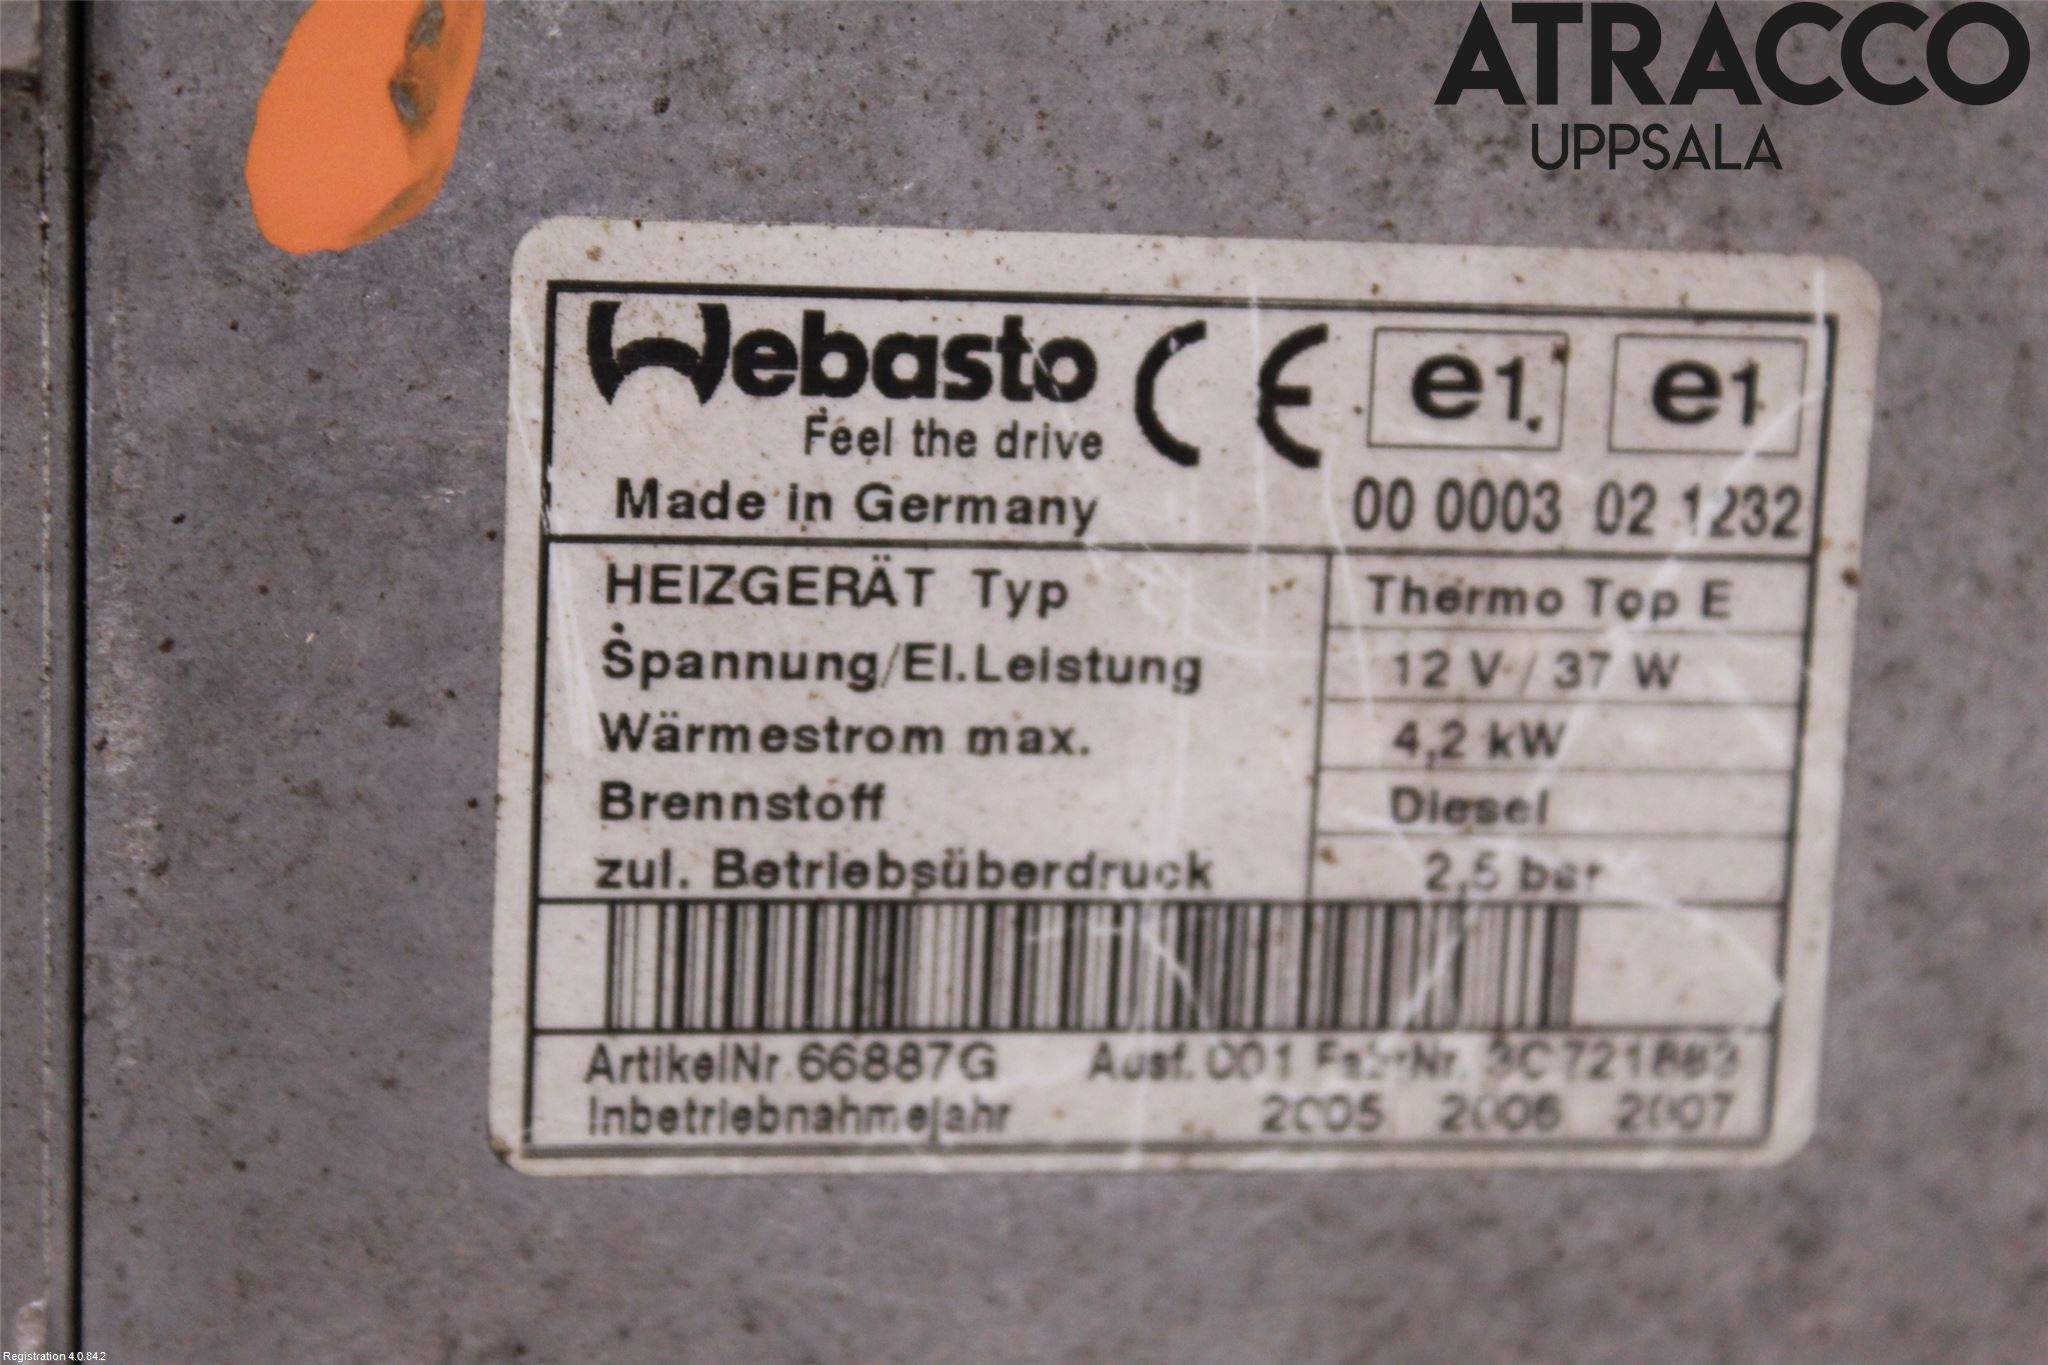 ATRACCO
UPPSALA
Webasto
Feel the drive
Made in Germany
CE
e1
e1
00 0003
02 1232
HEIZGERÄT Typ Thermo Top E
Spannung/El.Leistung 12 V / 37 W
Wärmestrom max. 4,2 kW
Brennstoff Diesel
zul. Betriebsüberdruck 2,5 bar
ArtikelNr 66887G Ausf. 001
Inbetriebnahmejahr 2005 2006 2007
Registration 4.0.84.2